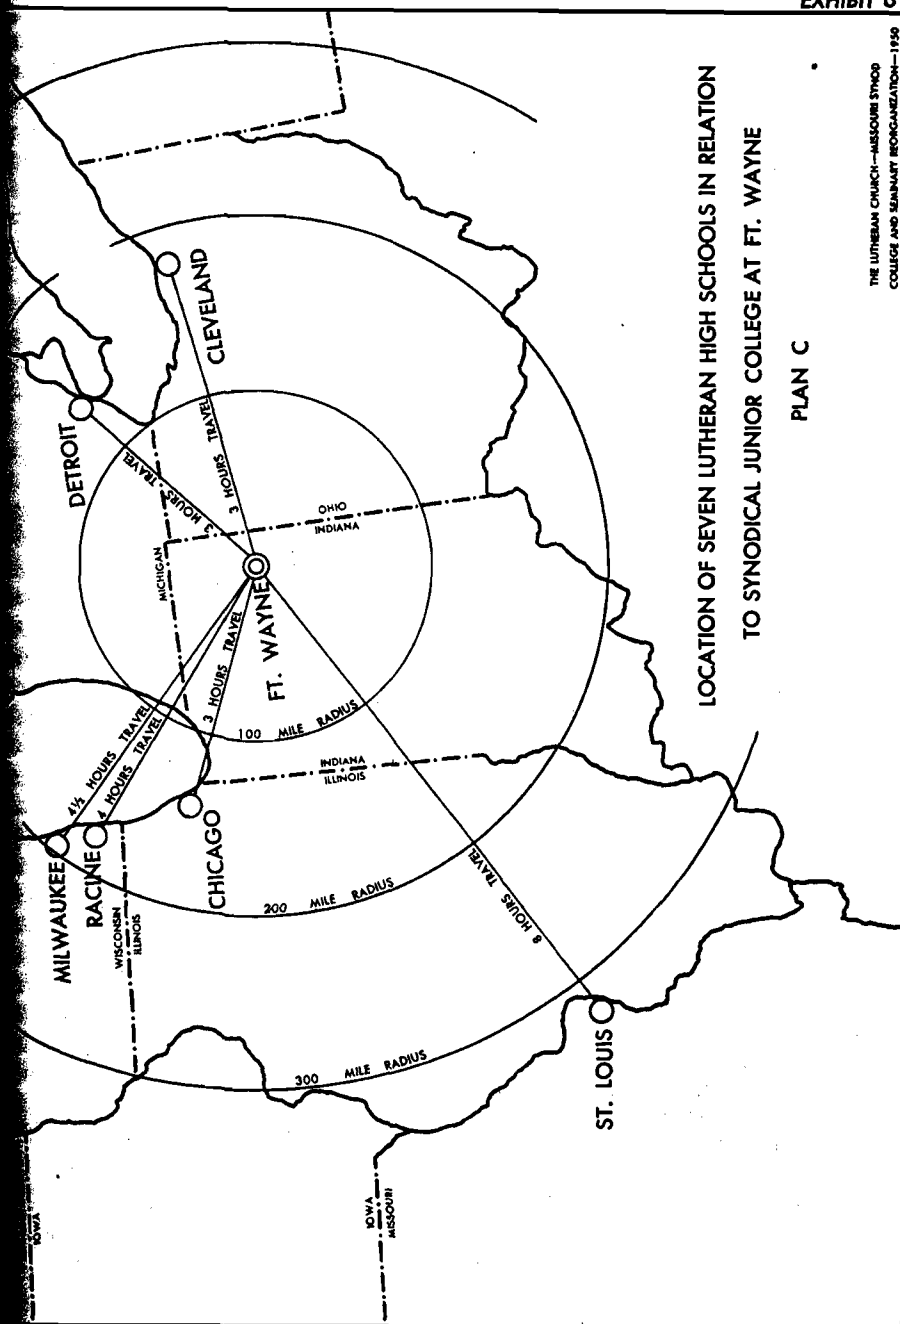 EXHIBIT
MILWAUKEE
RACINE
CHICAGO
DETROIT
CLEVELAND
FT. WAYNE
ST. LOUIS
4½ HOURS TRAVEL
4 HOURS TRAVEL
3 HOURS TRAVEL
3 HOURS TRAVEL
3 HOURS TRAVEL
8 HOURS TRAVEL
100 MILE RADIUS
200 MILE RADIUS
300 MILE RADIUS
MICHIGAN
OHIO
INDIANA
INDIANA
ILLINOIS
WISCONSIN
ILLINOIS
IOWA
IOWA
MISSOURI
LOCATION OF SEVEN LUTHERAN HIGH SCHOOLS IN RELATION
TO SYNODICAL JUNIOR COLLEGE AT FT. WAYNE
PLAN C
THE LUTHERAN CHURCH—MISSOURI SYNOD
COLLEGE AND SEMINARY REORGANIZATION—1950